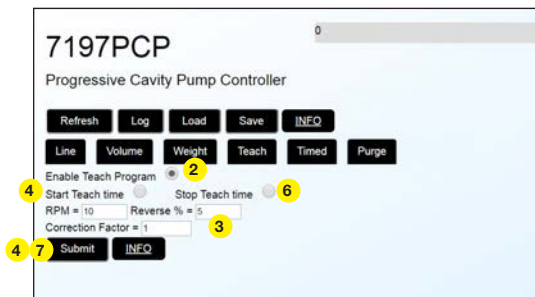 0
7197PCP
Progressive Cavity Pump Controller
Refresh Log Load Save INFO
Line Volume Weight Teach Timed Purge
Enable Teach Program 2
4 Start Teach time Stop Teach time 6
RPM = 10 Reverse % = 5
Correction Factor = 1 3
4 7 Submit INFO